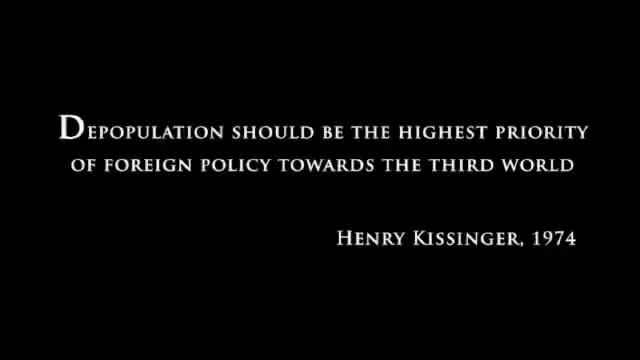 Depopulation should be the highest priority
of foreign policy towards the third world
Henry Kissinger, 1974